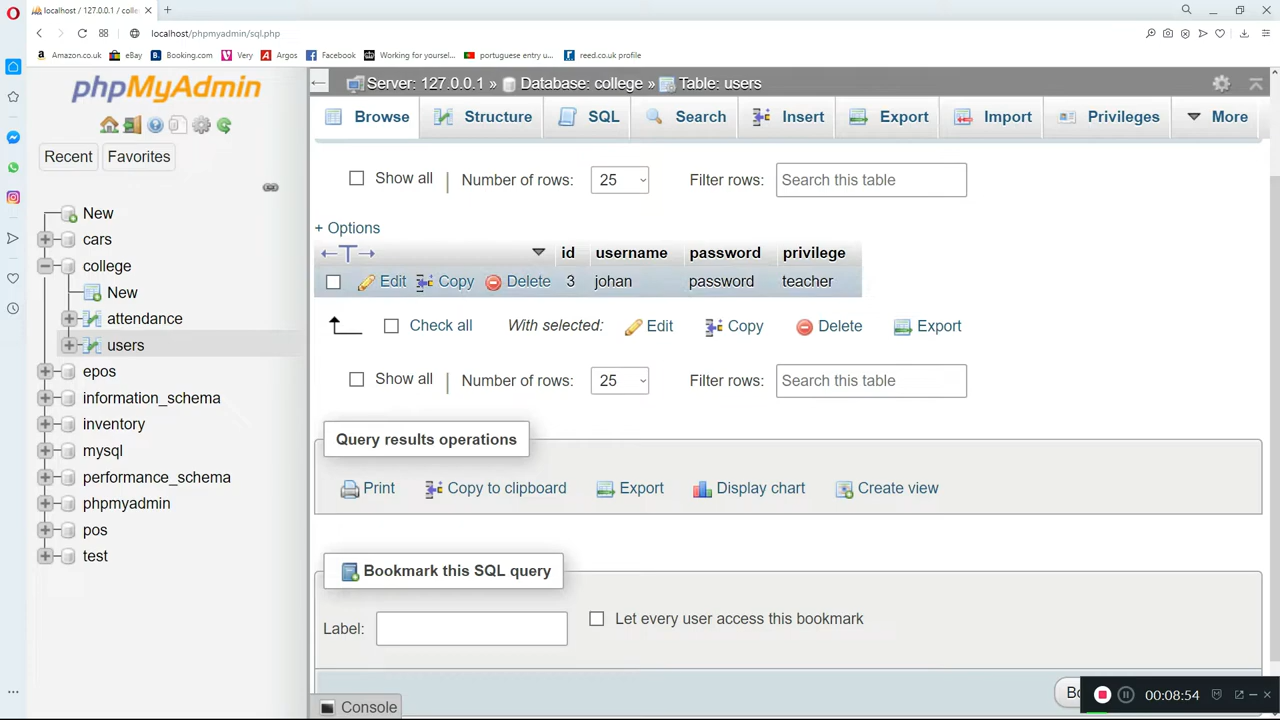 localhost / 127.0.0.1 / colle
localhost/phpmyadmin/sql.php
Amazon.co.uk eBay Booking.com Very Argos Facebook Working for yoursel... portuguese entry u... reed.co.uk profile
phpMyAdmin
Recent Favorites
New
cars
college
New
attendance
users
epos
information_schema
inventory
mysql
performance_schema
phpmyadmin
pos
test
Server: 127.0.0.1 » Database: college » Table: users
Browse Structure SQL Search Insert Export Import Privileges More
Show all Number of rows: 25 Filter rows: Search this table
+ Options
id username password privilege
Edit Copy Delete 3 johan password teacher
Check all With selected: Edit Copy Delete Export
Show all Number of rows: 25 Filter rows: Search this table
Query results operations
Print Copy to clipboard Export Display chart Create view
Bookmark this SQL query
Label: Let every user access this bookmark
Console
00:08:54